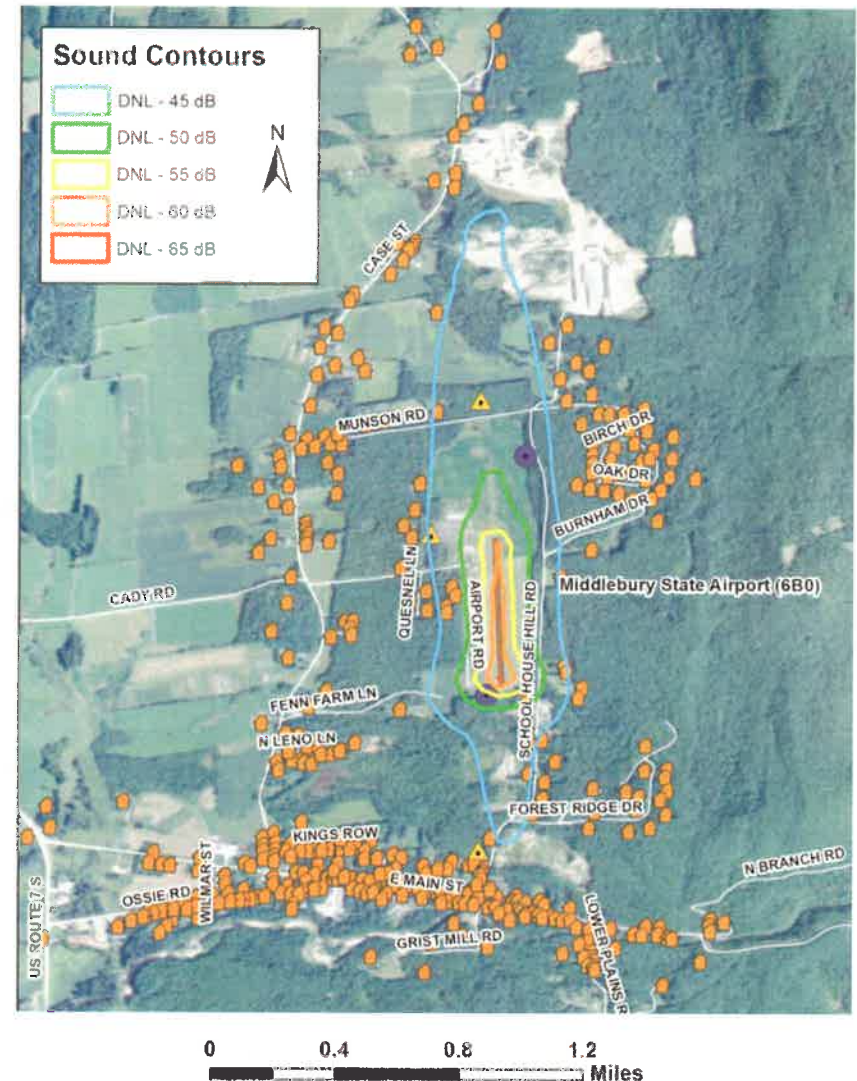 Sound Contours
DNL - 45 dB
DNL - 50 dB
DNL - 55 dB
DNL - 60 dB
DNL - 65 dB
N
CASE ST
MUNSON RD
BIRCH DR
OAK DR
BURNHAM DR
QUESNEL LN
CADY RD
AIRPORT RD
SCHOOL HOUSE HILL RD
Middlebury State Airport (6B0)
FENN FARM LN
N LENO LN
FOREST RIDGE DR
KINGS ROW
WILMAR ST
E MAIN ST
OSSIE RD
N BRANCH RD
US ROUTE 7 S
GRIST MILL RD
LOWER PLAINS R
0 0.4 0.8 1.2
Miles